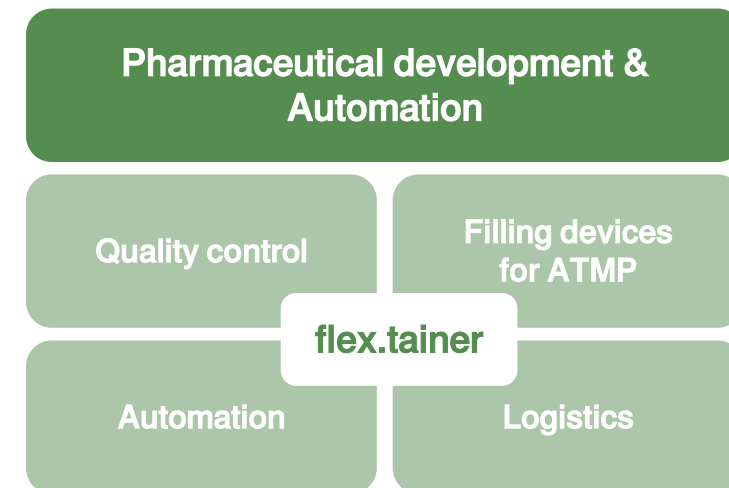 Pharmaceutical development &
Automation
Quality control
Filling devices
for ATMP
flex.tainer
Automation
Logistics